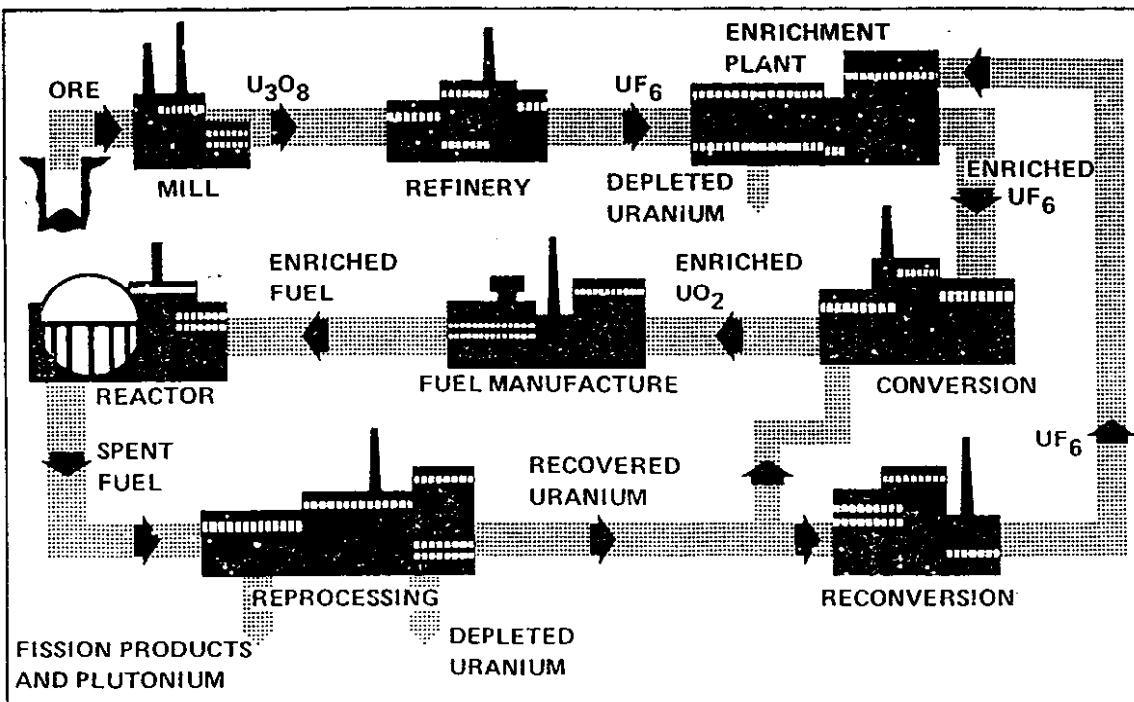 ENRICHMENT
PLANT
ORE
U₃O₈
UF₆
MILL
REFINERY
DEPLETED
URANIUM
ENRICHED
UF₆
ENRICHED
FUEL
ENRICHED
UO₂
REACTOR
FUEL MANUFACTURE
CONVERSION
SPENT
FUEL
RECOVERED
URANIUM
UF₆
REPROCESSING
RECONVERSION
FISSION PRODUCTS
AND PLUTONIUM
DEPLETED
URANIUM